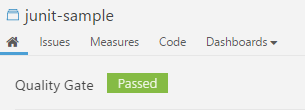 junit-sample
Issues Measures Code Dashboards
Quality Gate Passed